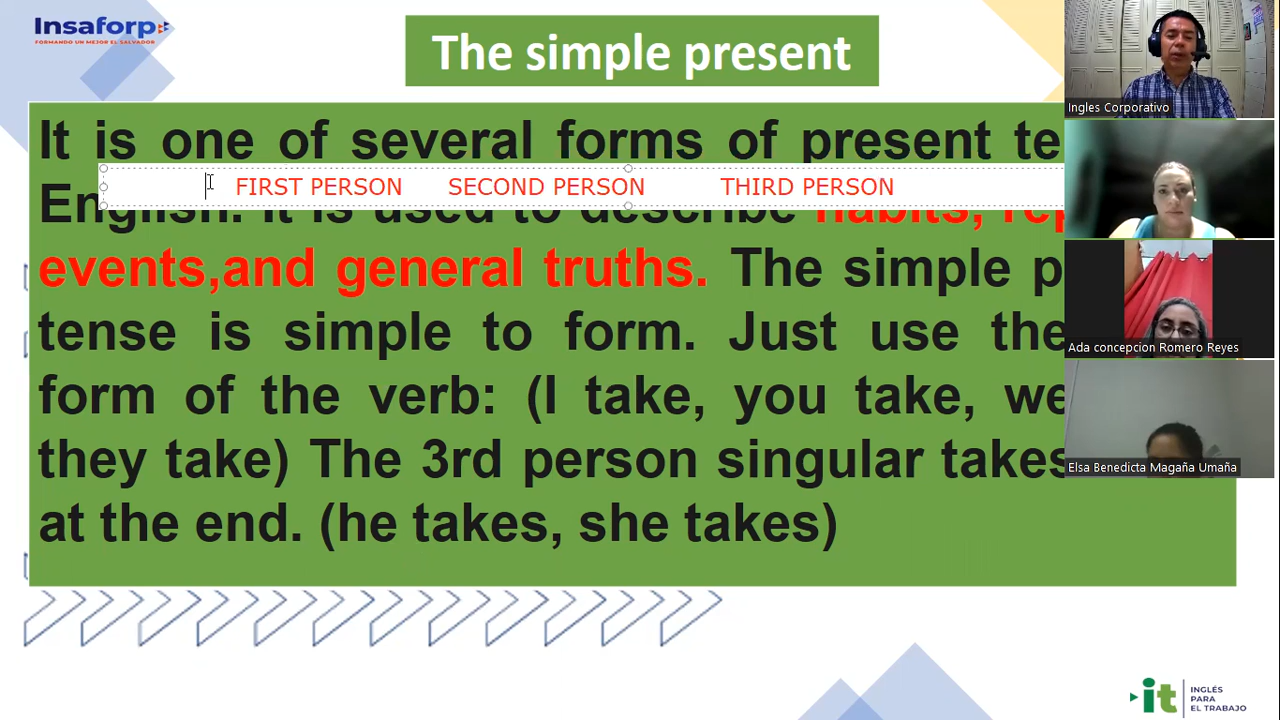 Insaforp
FORMANDO UN MEJOR EL SALVADOR
The simple present
It is one of several forms of present
FIRST PERSON SECOND PERSON THIRD PERSON
English. It is used to describe habits,
events,and general truths. The simple
tense is simple to form. Just use the
form of the verb: (I take, you take, we
they take) The 3rd person singular takes
at the end. (he takes, she takes)
Ingles Corporativo
Ada concepcion Romero Reyes
Elsa Benedicta Magaña Umaña
it INGLÉS
PARA
EL TRABAJO